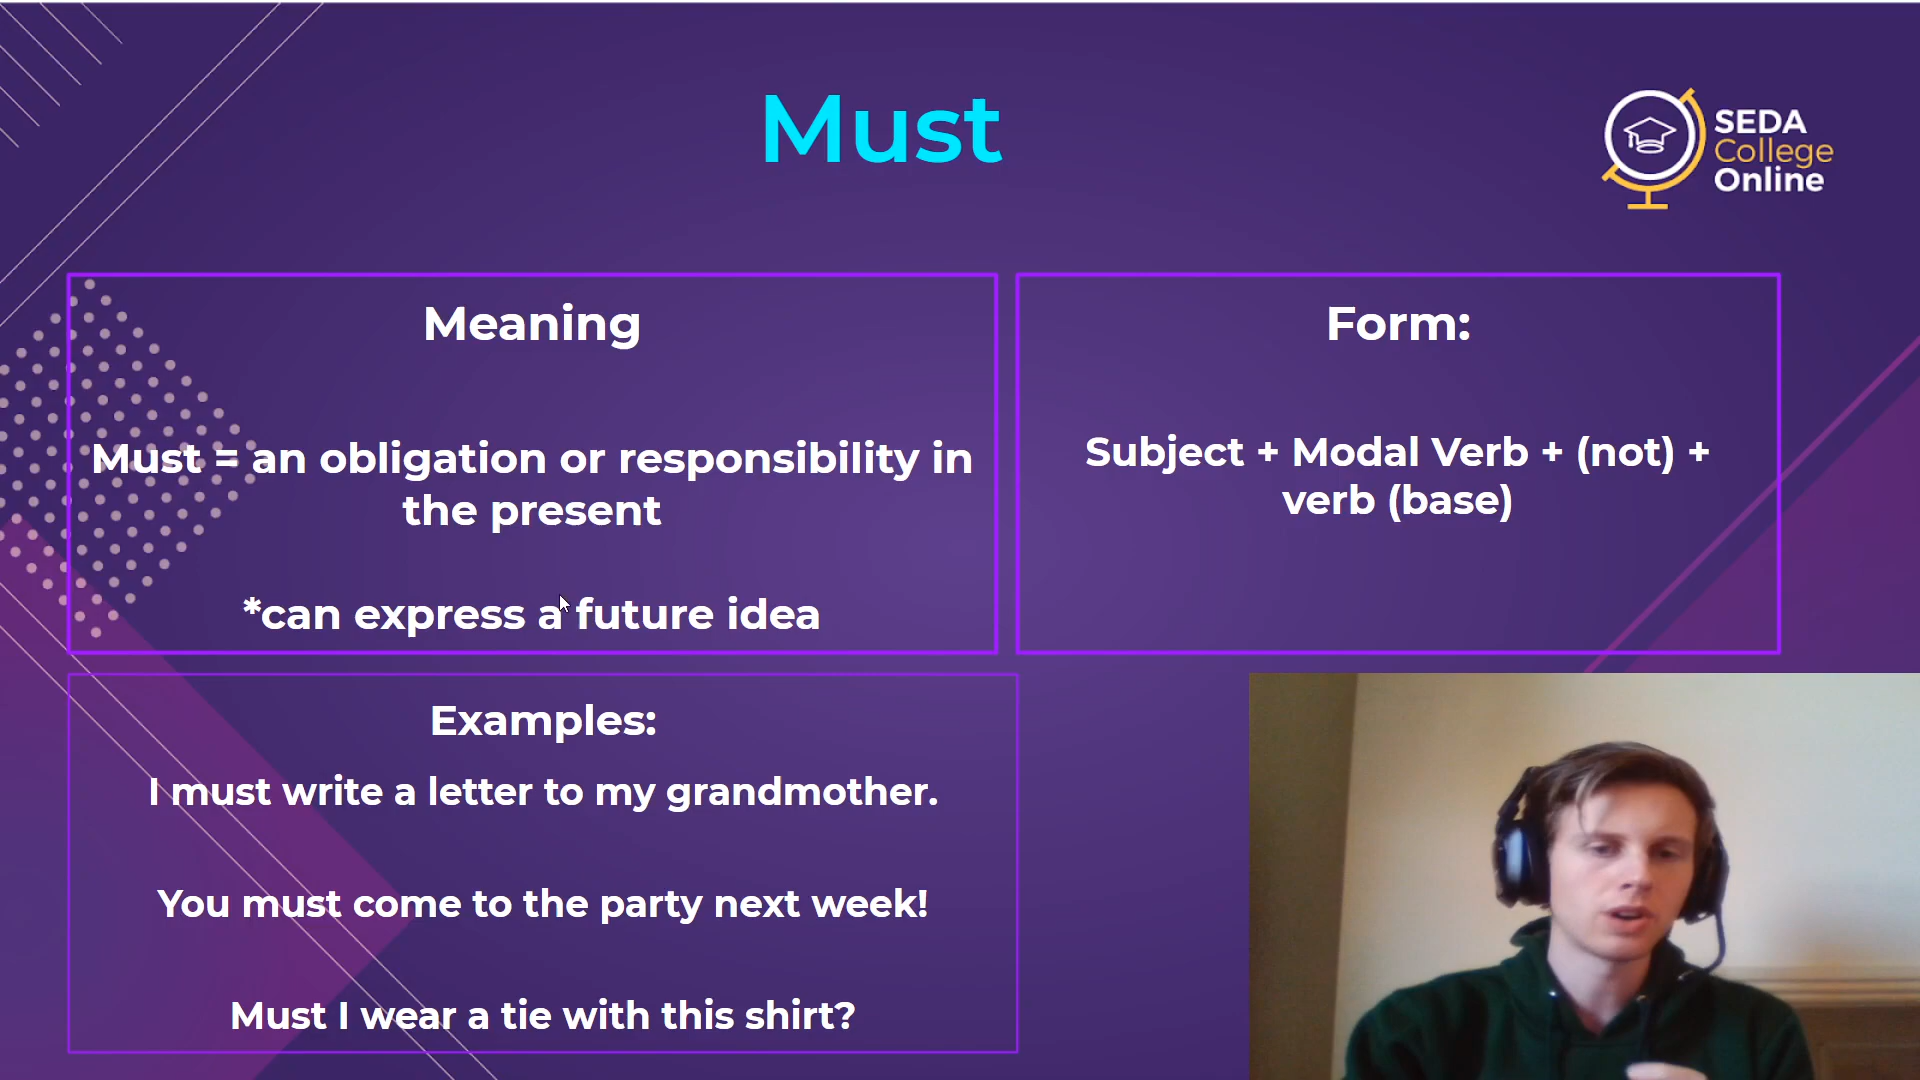 Must
SEDA
College
Online
Meaning
Must = an obligation or responsibility in
the present
*can express a future idea
Form:
Subject + Modal Verb + (not) +
verb (base)
Examples:
I must write a letter to my grandmother.
You must come to the party next week!
Must I wear a tie with this shirt?